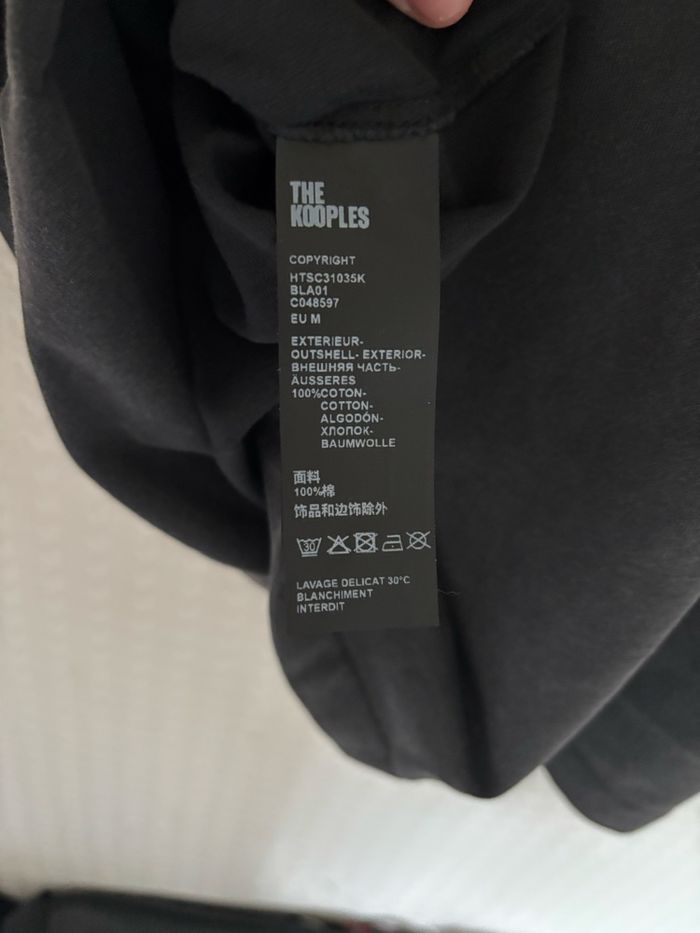 THE
KOOPLES
COPYRIGHT
HTSC31035K
BLA01
C048597
EU M
EXTERIEUR-
OUTSHELL- EXTERIOR-
ВНЕШНЯЯ ЧАСТЬ-
ÄUSSERES
100%COTON-
COTTON-
ALGODÓN-
ХЛОПОК-
BAUMWOLLE
面料
100%棉
饰品和边饰除外
30
LAVAGE DELICAT 30°C
BLANCHIMENT
INTERDIT